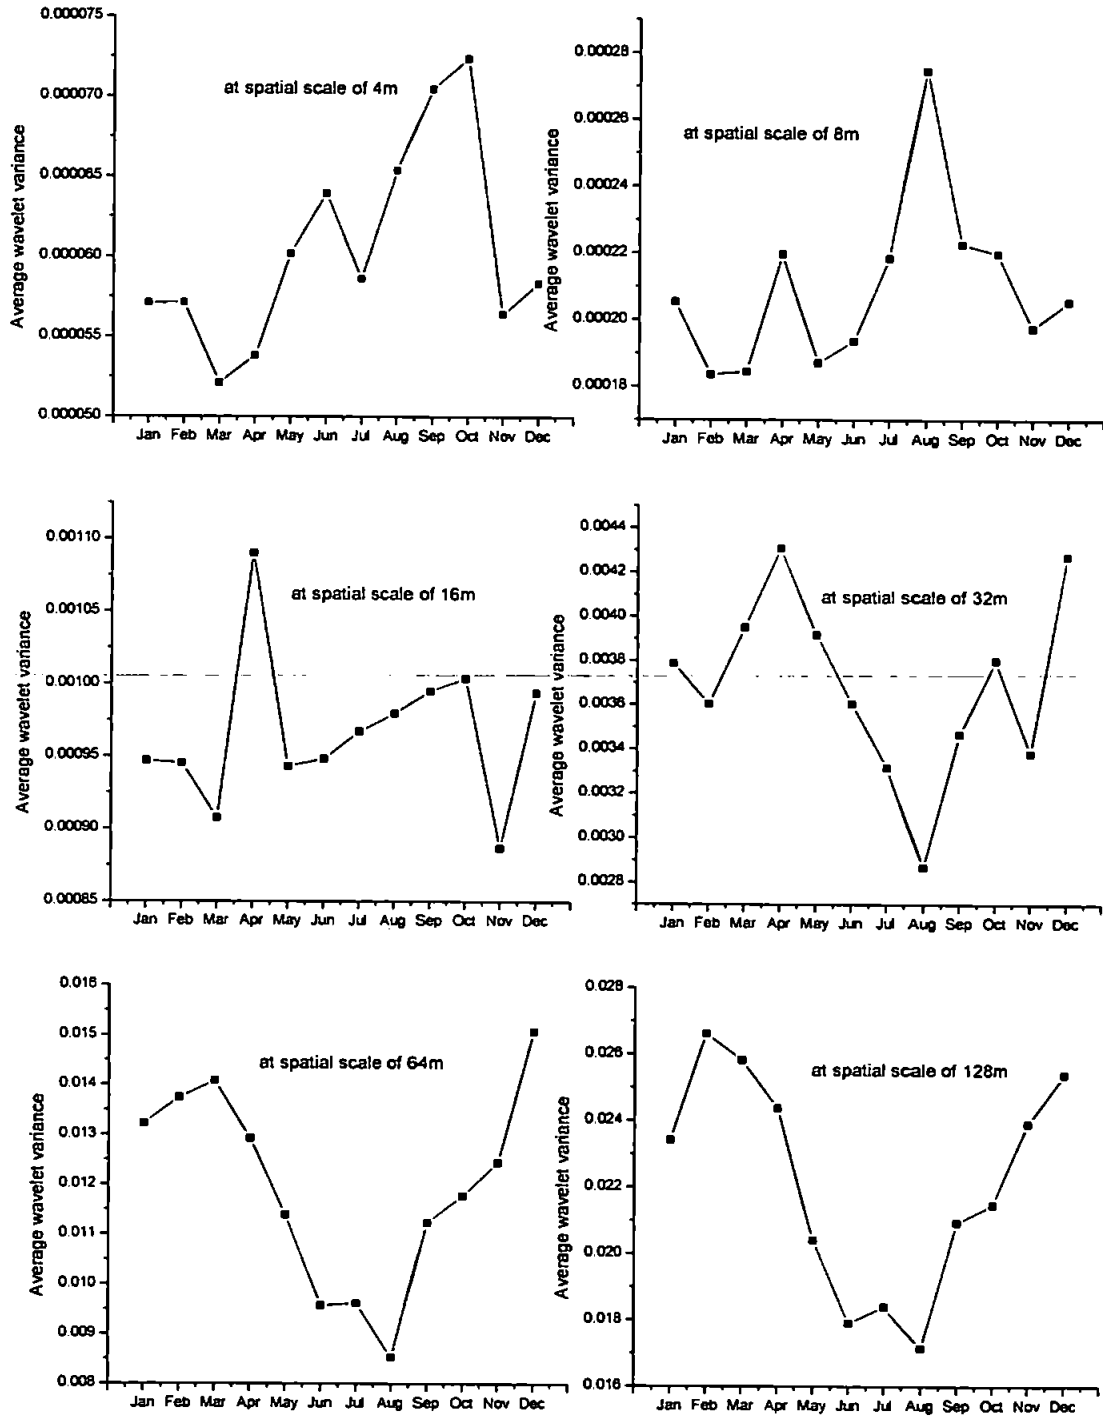 0.000075
0.000070
0.000065
0.000060
0.000055
0.000050
Average wavelet variance
at spatial scale of 4m
Jan Feb Mar Apr May Jun Jul Aug Sep Oct Nov Dec
0.00028
0.00026
0.00024
0.00022
0.00020
0.00018
Average wavelet variance
at spatial scale of 8m
Jan Feb Mar Apr May Jun Jul Aug Sep Oct Nov Dec
0.00110
0.00105
0.00100
0.00095
0.00090
0.00085
Average wavelet variance
at spatial scale of 16m
Jan Feb Mar Apr May Jun Jul Aug Sep Oct Nov Dec
0.0044
0.0042
0.0040
0.0038
0.0036
0.0034
0.0032
0.0030
0.0028
Average wavelet variance
at spatial scale of 32m
Jan Feb Mar Apr May Jun Jul Aug Sep Oct Nov Dec
0.016
0.015
0.014
0.013
0.012
0.011
0.010
0.009
0.008
Average wavelet variance
at spatial scale of 64m
Jan Feb Mar Apr May Jun Jul Aug Sep Oct Nov Dec
0.028
0.026
0.024
0.022
0.020
0.018
0.016
Average wavelet variance
at spatial scale of 128m
Jan Feb Mar Apr May Jun Jul Aug Sep Oct Nov Dec